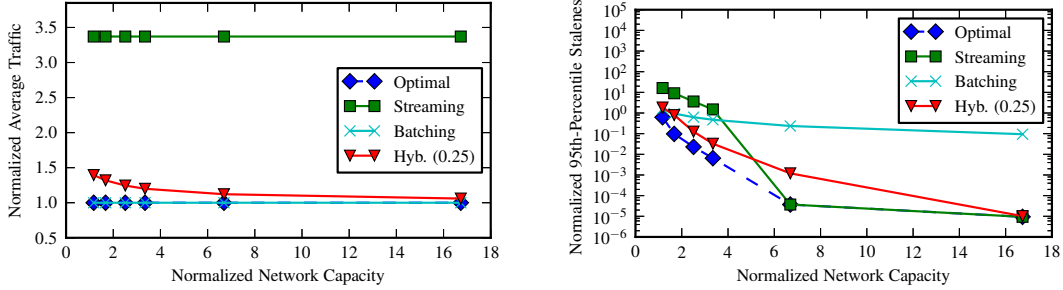 Normalized Average Traffic
3.5
3.0
2.5
2.0
1.5
1.0
0.5
0 2 4 6 8 10 12 14 16 18
Normalized Network Capacity
Optimal
Streaming
Batching
Hyb. (0.25)
Normalized 95th-Percentile Stalenes
10^5
10^4
10^3
10^2
10^1
10^0
10^-1
10^-2
10^-3
10^-4
10^-5
10^-6
0 2 4 6 8 10 12 14 16 18
Normalized Network Capacity
Optimal
Streaming
Batching
Hyb. (0.25)